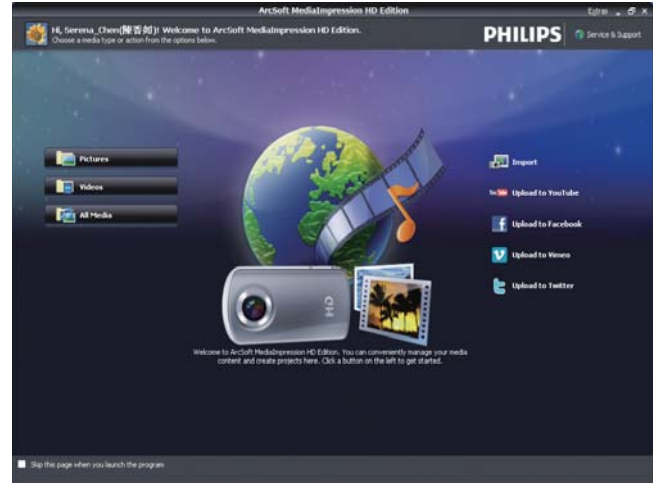 ArcSoft MediaImpression HD Edition
Extras
Hi, Serena_Chen(陳香如)! Welcome to ArcSoft MediaImpression HD Edition.
Choose a media type or action from the options below.
PHILIPS
Service & Support
Pictures
Videos
All Media
Import
Upload to YouTube
Upload to Facebook
Upload to Vimeo
Upload to Twitter
HD
Welcome to ArcSoft MediaImpression HD Edition. You can conveniently manage your media
content and create projects here. Click a button on the left to get started.
Skip this page when you launch the program